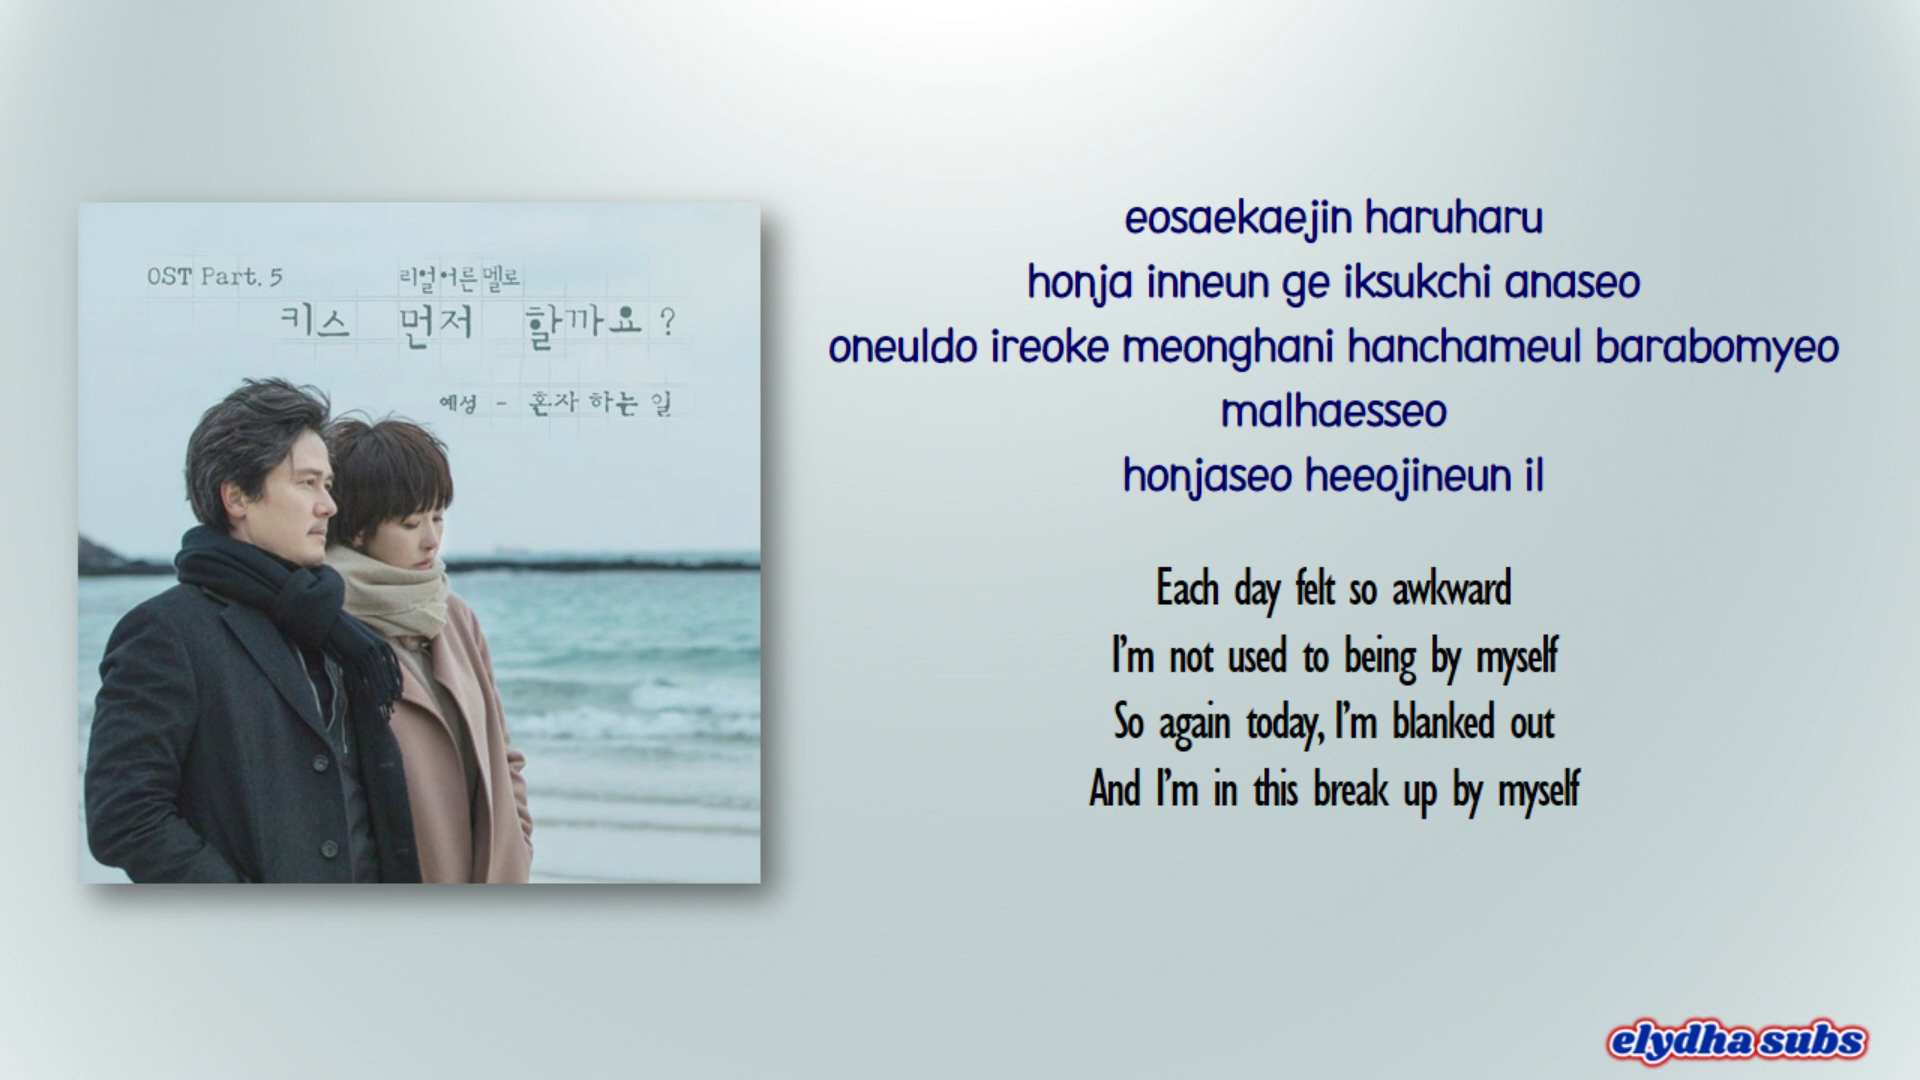 OST Part. 5
리얼어른멜로
키스 먼저 할까요?
예성 - 혼자 하는 일
eosaekaejin haruharu
honja inneun ge iksukchi anaseo
oneuldo ireoke meonghani hanchameul barabomyeo
malhaesseo
honjaseo heeojineun il
Each day felt so awkward
I'm not used to being by myself
So again today, I'm blanked out
And I'm in this break up by myself
elydha subs